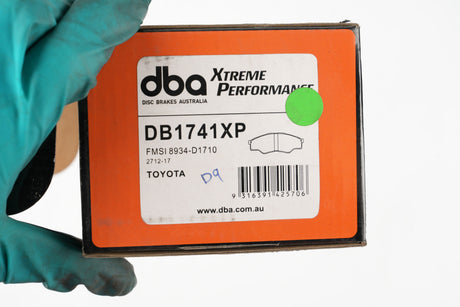 dba
DISC BRAKES AUSTRALIA
XTREME
PERFORMANCE
DB1741XP
FMSI 8934-D1710
2712-17
TOYOTA
D9
9 316391 425706
www.dba.com.au